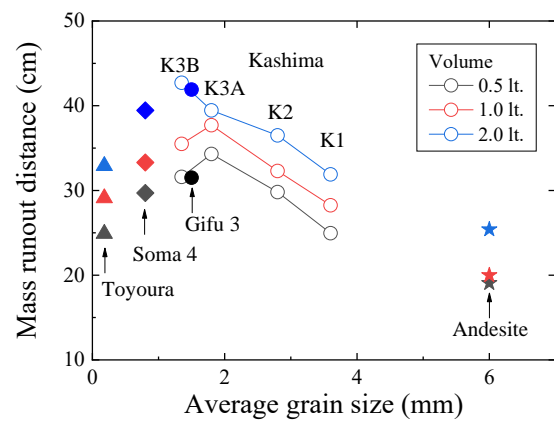 Mass runout distance (cm)
50
40
30
20
10
K3B
Kashima
K3A
K2
K1
Volume
0.5 lt.
1.0 lt.
2.0 lt.
Gifu 3
Soma 4
Toyoura
Andesite
0
2
4
6
Average grain size (mm)